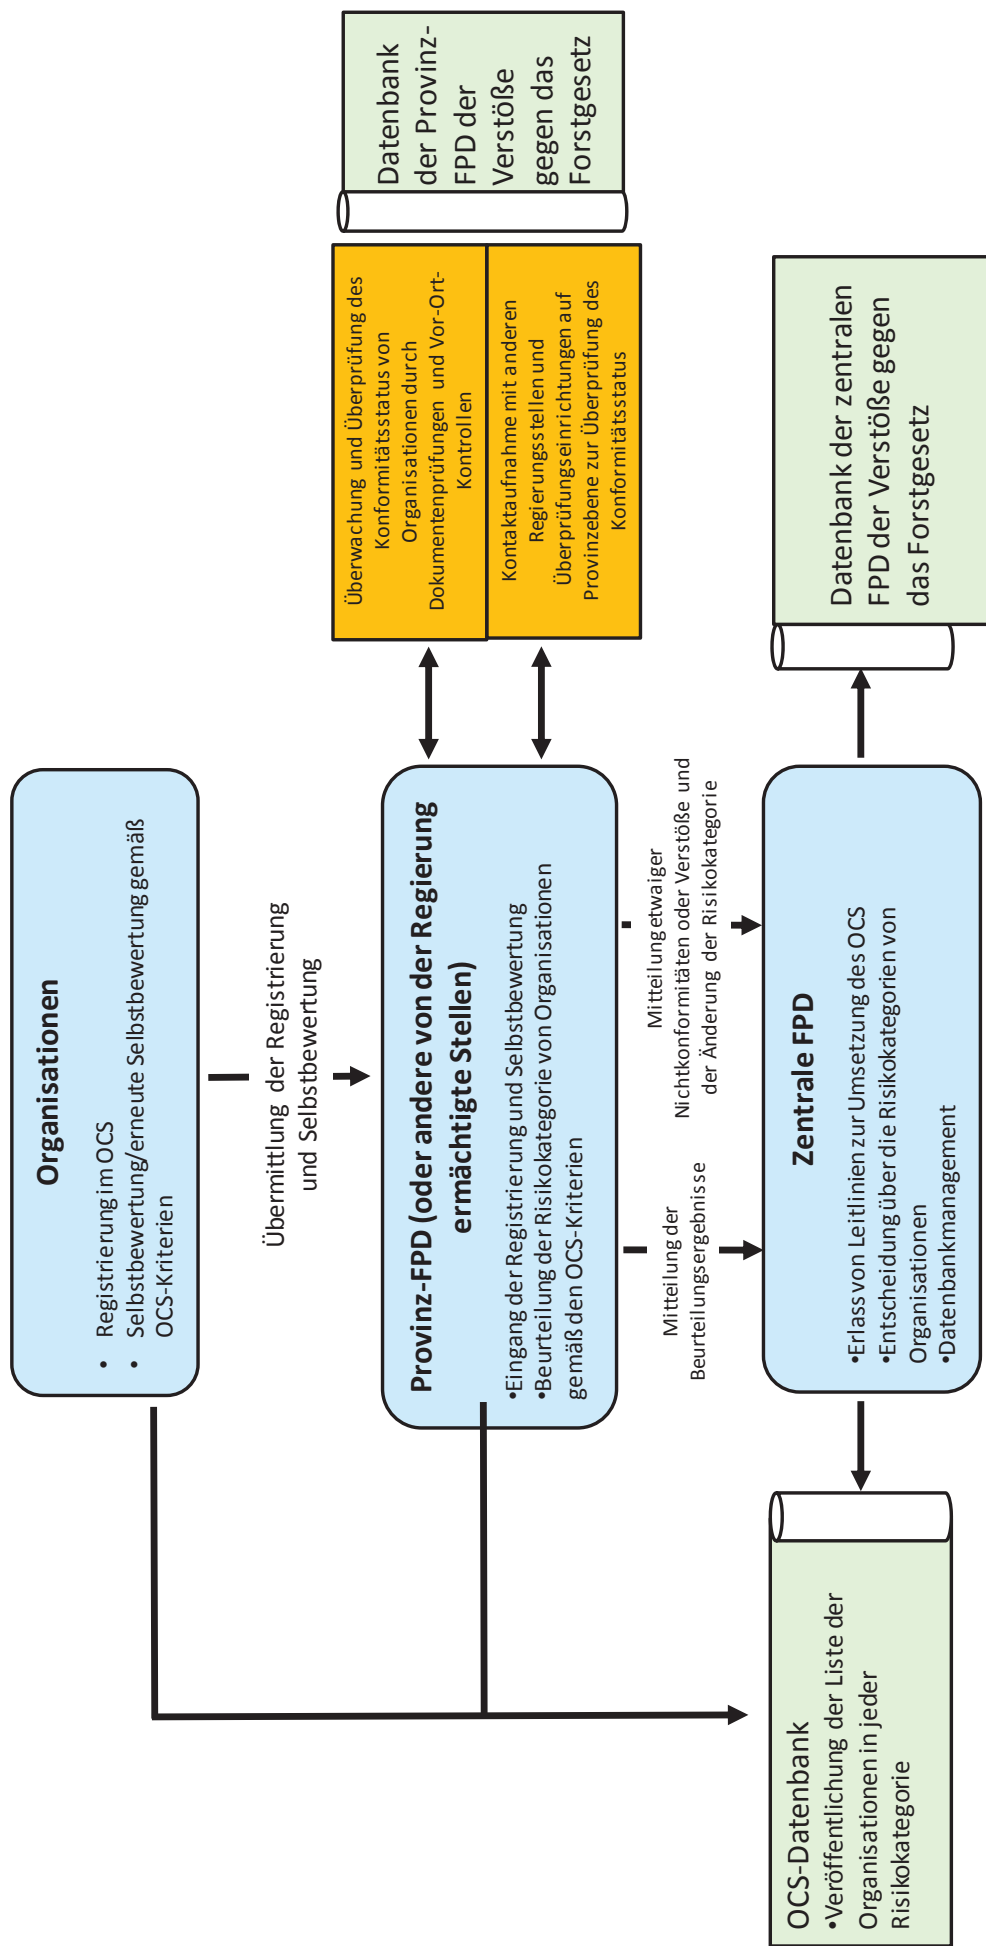 Organisationen
• Registrierung im OCS
• Selbstbewertung/erneute Selbstbewertung gemäß
OCS-Kriterien
Übermittlung der Registrierung
und Selbstbewertung
Provinz-FPD (oder andere von der Regierung
ermächtigte Stellen)
•Eingang der Registrierung und Selbstbewertung
•Beurteilung der Risikokategorie von Organisationen
gemäß den OCS-Kriterien
Überwachung und Überprüfung des
Konformitätsstatus von
Organisationen durch
Dokumentenprüfungen und Vor-Ort-
Kontrollen
Kontaktaufnahme mit anderen
Regierungsstellen und
Überprüfungseinrichtungen auf
Provinzebene zur Überprüfung des
Konformitätsstatus
Datenbank
der Provinz-
FPD der
Verstöße
gegen das
Forstgesetz
Mitteilung der
Beurteilungsergebnisse
Mitteilung etwaiger
Nichtkonformitäten oder Verstöße und
der Änderung der Risikokategorie
OCS-Datenbank
•Veröffentlichung der Liste der
Organisationen in jeder
Risikokategorie
Zentrale FPD
•Erlass von Leitlinien zur Umsetzung des OCS
•Entscheidung über die Risikokategorien von
Organisationen
•Datenbankmanagement
Datenbank der zentralen
FPD der Verstöße gegen
das Forstgesetz